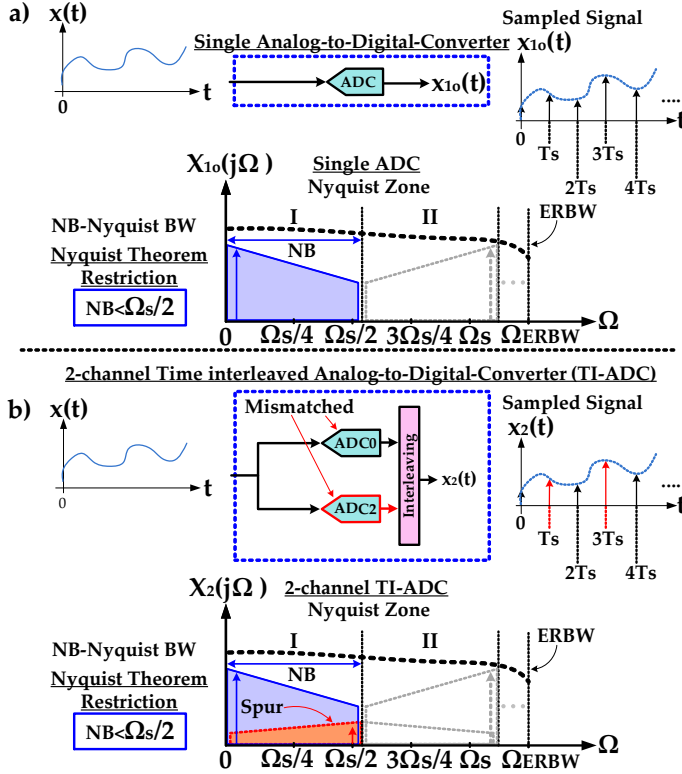 a)
x(t)
0
t
Single Analog-to-Digital-Converter
ADC
x1o(t)
Sampled Signal
x1o(t)
....
0
t
Ts
2Ts
3Ts
4Ts
X1o(jΩ)
Single ADC
Nyquist Zone
I
II
ERBW
NB-Nyquist BW
NB
Nyquist Theorem
Restriction
NB<Ωs/2
0
Ωs/4
Ωs/2
3Ωs/4
Ωs
ΩERBW
Ω
2-channel Time interleaved Analog-to-Digital-Converter (TI-ADC)
b)
x(t)
0
t
Mismatched
ADC0
ADC2
Interleaving
x2(t)
Sampled Signal
x2(t)
....
0
t
Ts
2Ts
3Ts
4Ts
X2(jΩ)
2-channel TI-ADC
Nyquist Zone
I
II
ERBW
NB-Nyquist BW
NB
Nyquist Theorem
Restriction
Spur
NB<Ωs/2
0
Ωs/4
Ωs/2
3Ωs/4
Ωs
ΩERBW
Ω